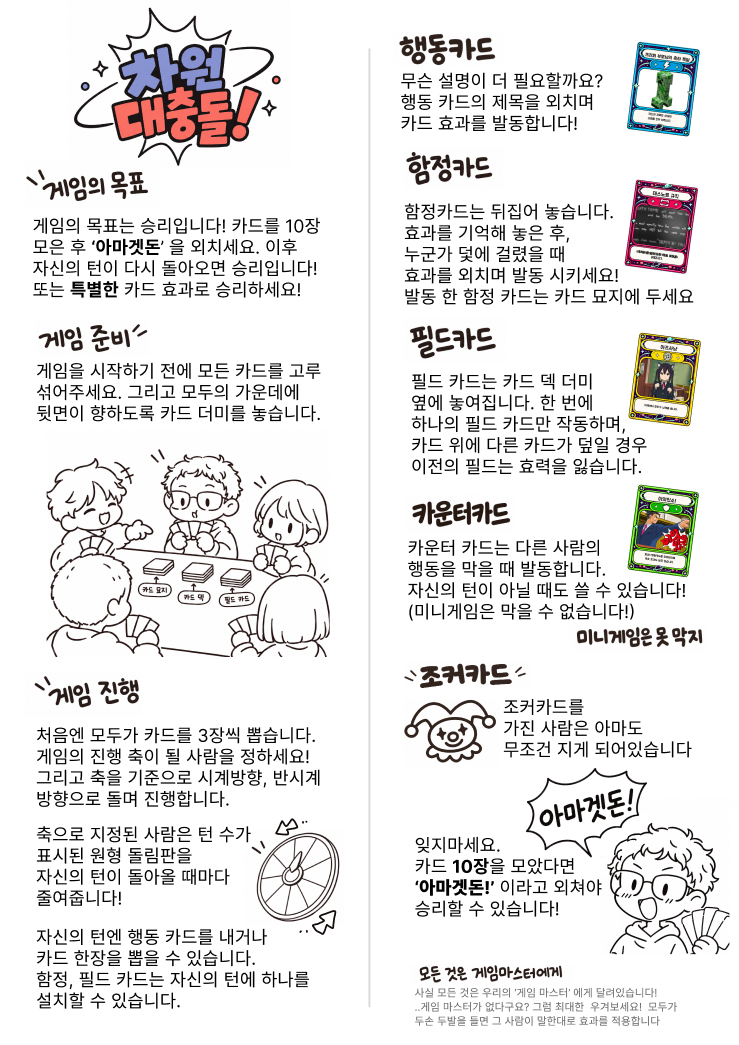 차원
대충돌!
게임의 목표
게임의 목표는 승리입니다! 카드를 10장
모은 후 ‘아마겟돈’ 을 외치세요. 이후
자신의 턴이 다시 돌아오면 승리입니다!
또는 특별한 카드 효과로 승리하세요!
게임 준비
게임을 시작하기 전에 모든 카드를 고루
섞어주세요. 그리고 모두의 가운데에
뒷면이 향하도록 카드 더미를 놓습니다.
카드 묘지
카드 덱
필드 카드
게임 진행
처음엔 모두가 카드를 3장씩 뽑습니다.
게임의 진행 축이 될 사람을 정하세요!
그리고 축을 기준으로 시계방향, 반시계
방향으로 돌며 진행합니다.
축으로 지정된 사람은 턴 수가
표시된 원형 돌림판을
자신의 턴이 돌아올 때마다
줄여줍니다!
자신의 턴엔 행동 카드를 내거나
카드 한장을 뽑을 수 있습니다.
함정, 필드 카드는 자신의 턴에 하나를
설치할 수 있습니다.
행동카드
무슨 설명이 더 필요할까요?
행동 카드의 제목을 외치며
카드 효과를 발동합니다!
함정카드
함정카드는 뒤집어 놓습니다.
효과를 기억해 놓은 후,
누군가 덫에 걸렸을 때
효과를 외치며 발동 시키세요!
발동 한 함정 카드는 카드 묘지에 두세요
데스노트 규칙
필드카드
필드 카드는 카드 덱 더미
옆에 놓여집니다. 한 번에
하나의 필드 카드만 작동하며,
카드 위에 다른 카드가 덮일 경우
이전의 필드는 효력을 잃습니다.
카운터카드
이의있소!
카운터 카드는 다른 사람의
행동을 막을 때 발동합니다.
자신의 턴이 아닐 때도 쓸 수 있습니다!
(미니게임은 막을 수 없습니다!)
미니게임은 못 막지
조커카드
조커카드를
가진 사람은 아마도
무조건 지게 되어있습니다
아마겟돈!
잊지마세요.
카드 10장을 모았다면
‘아마겟돈!’ 이라고 외쳐야
승리할 수 있습니다!
모든 것은 게임마스터에게
사실 모든 것은 우리의 '게임 마스터' 에게 달려있습니다!
..게임 마스터가 없다구요? 그럼 최대한 우겨보세요! 모두가
두손 두발을 들면 그 사람이 말한대로 효과를 적용합니다